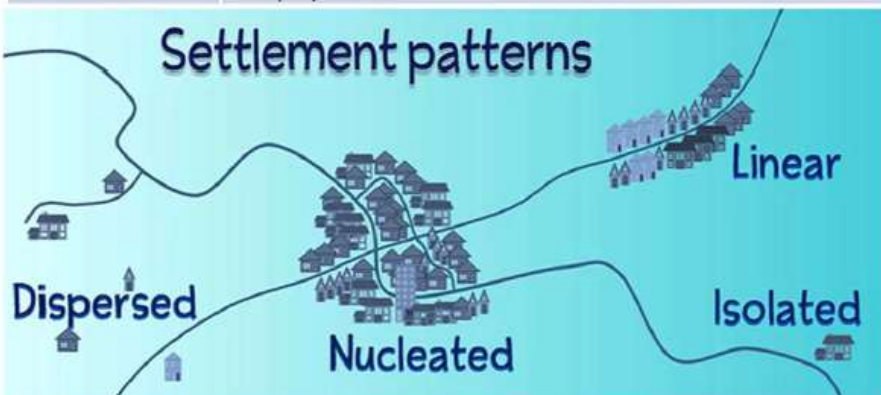 Settlement patterns
Linear
Dispersed
Isolated
Nucleated